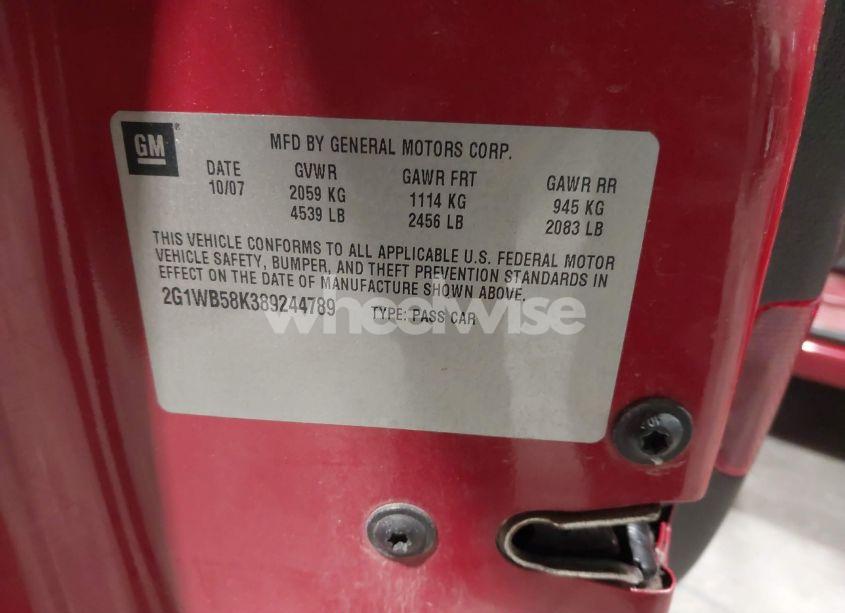 GM
MFD BY GENERAL MOTORS CORP.
DATE GVWR GAWR FRT GAWR RR
10/07 2059 KG 1114 KG 945 KG
4539 LB 2456 LB 2083 LB
THIS VEHICLE CONFORMS TO ALL APPLICABLE U.S. FEDERAL MOTOR
VEHICLE SAFETY, BUMPER, AND THEFT PREVENTION STANDARDS IN
EFFECT ON THE DATE OF MANUFACTURE SHOWN ABOVE.
2G1WB58K389244789 TYPE: PASS CAR
wheelwise